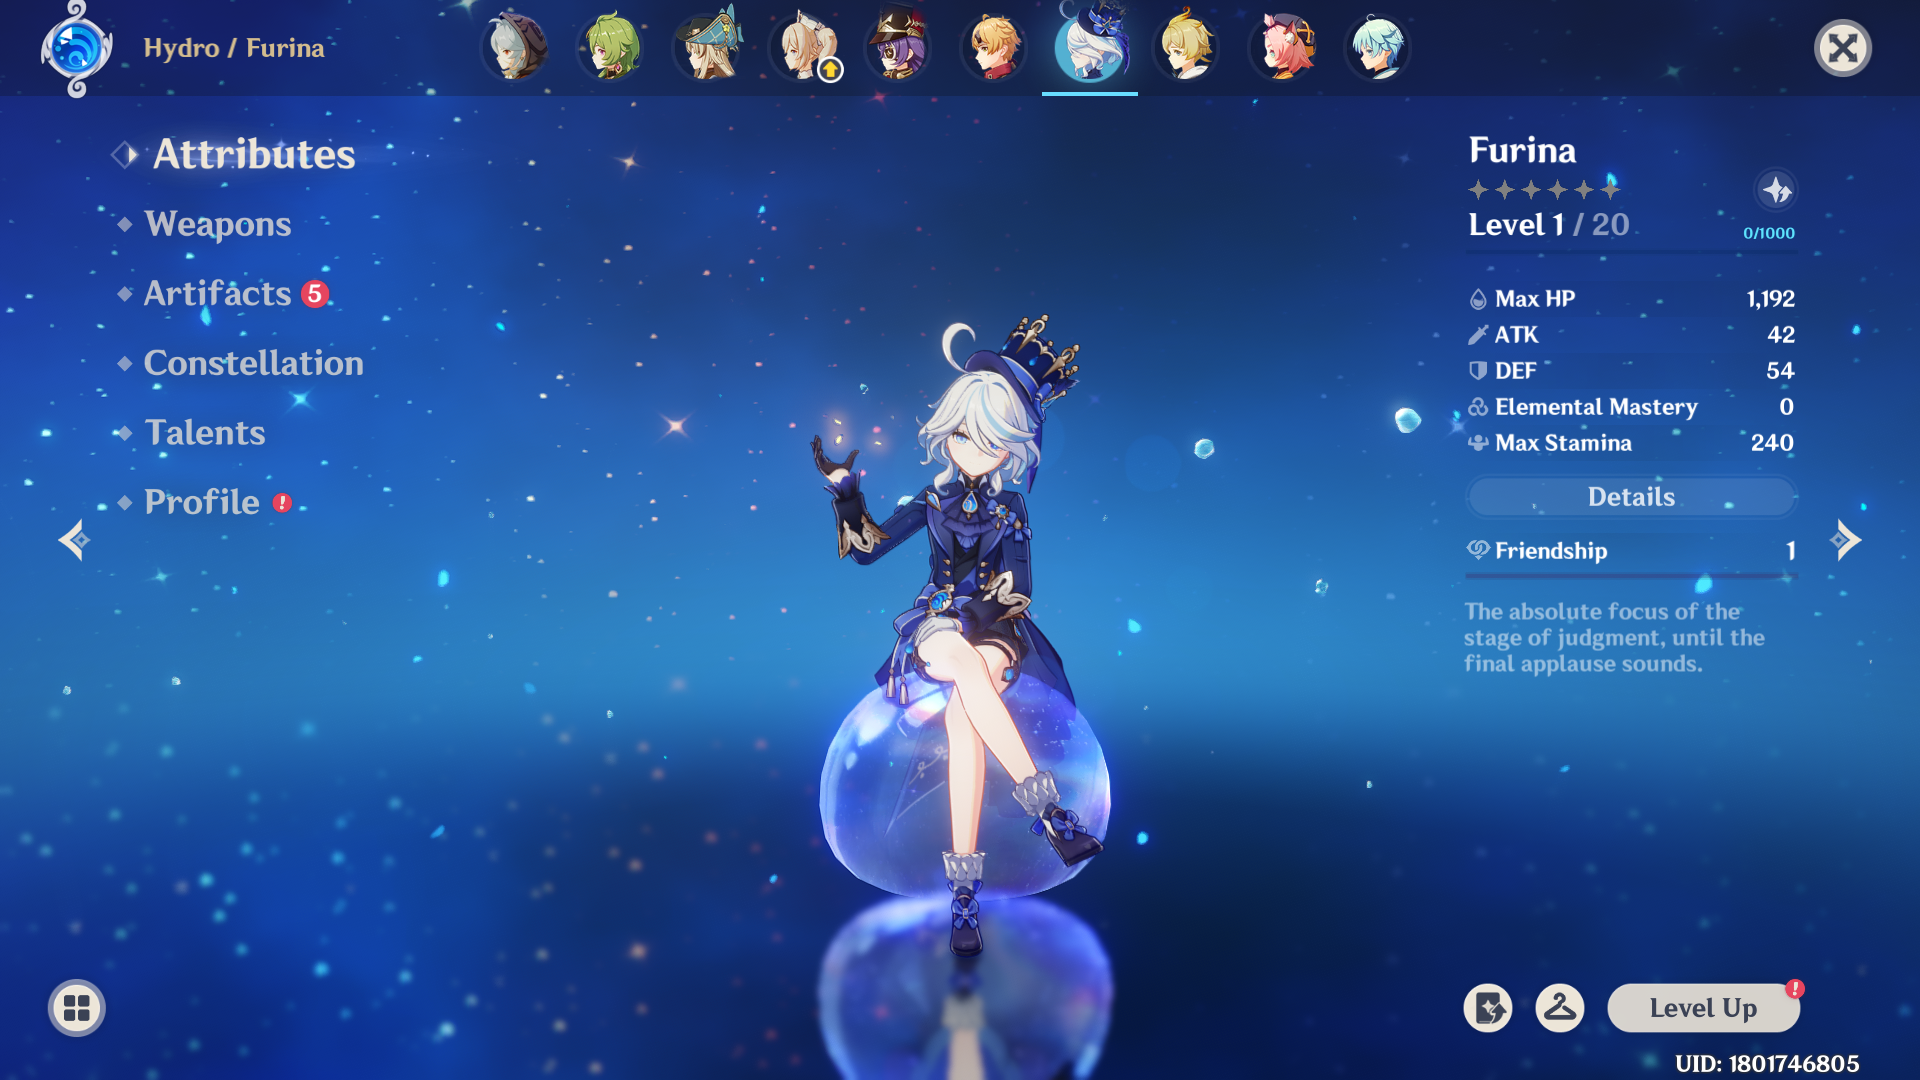 Hydro / Furina
Attributes
Weapons
Artifacts 5
Constellation
Talents
Profile !
Furina
Level 1 / 20
0/1000
Max HP 1,192
ATK 42
DEF 54
Elemental Mastery 0
Max Stamina 240
Details
Friendship 1
The absolute focus of the
stage of judgment, until the
final applause sounds.
Level Up !
UID: 1801746805